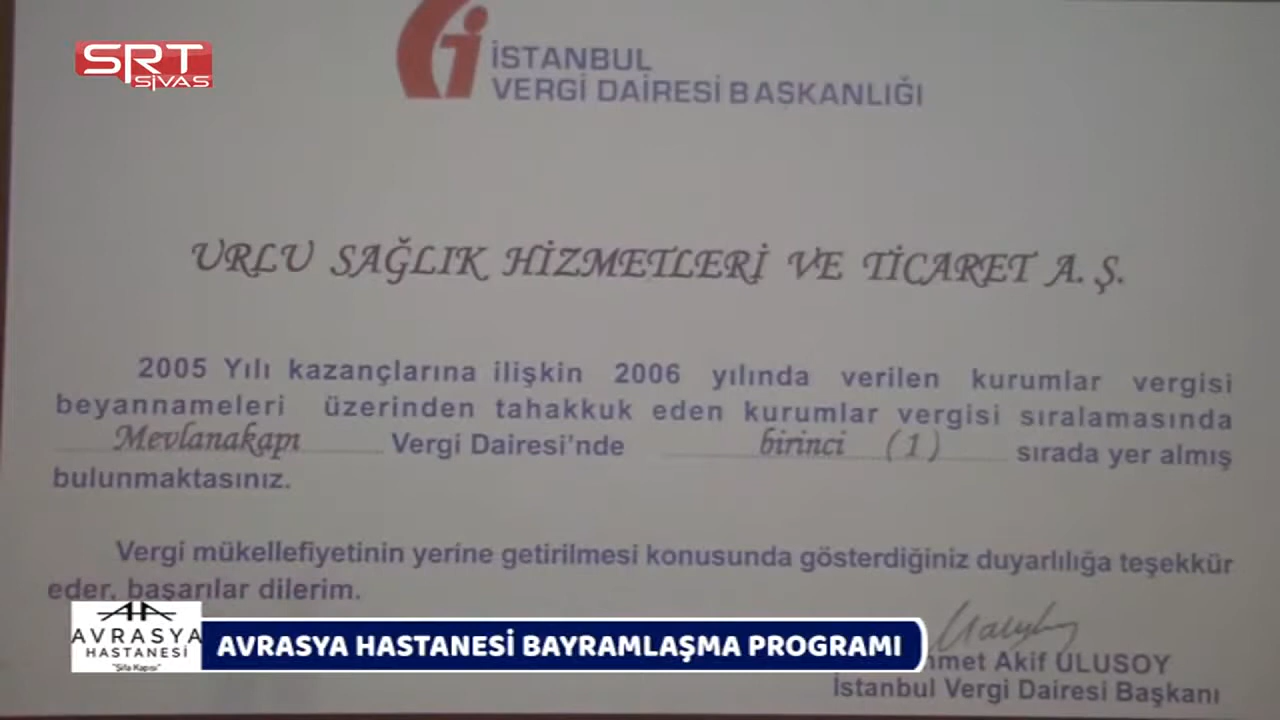 SRT
SİVAS
İSTANBUL
VERGİ DAİRESİ BAŞKANLIĞI
URLU SAĞLIK HİZMETLERİ VE TİCARET A. Ş.
2005 Yılı kazançlarına ilişkin 2006 yılında verilen kurumlar vergisi
beyannameleri üzerinden tahakkuk eden kurumlar vergisi sıralamasında
Mevlanakapı Vergi Dairesi'nde birinci (1) sırada yer almış
bulunmaktasınız.
Vergi mükellefiyetinin yerine getirilmesi konusunda gösterdiğiniz duyarlılığa teşekkür
eder, başarılar dilerim.
AVRASYA
HASTANESİ
"Şifa Kapısı"
AVRASYA HASTANESİ BAYRAMLAŞMA PROGRAMI
Akif ULUSOY
İstanbul Vergi Dairesi Başkanı